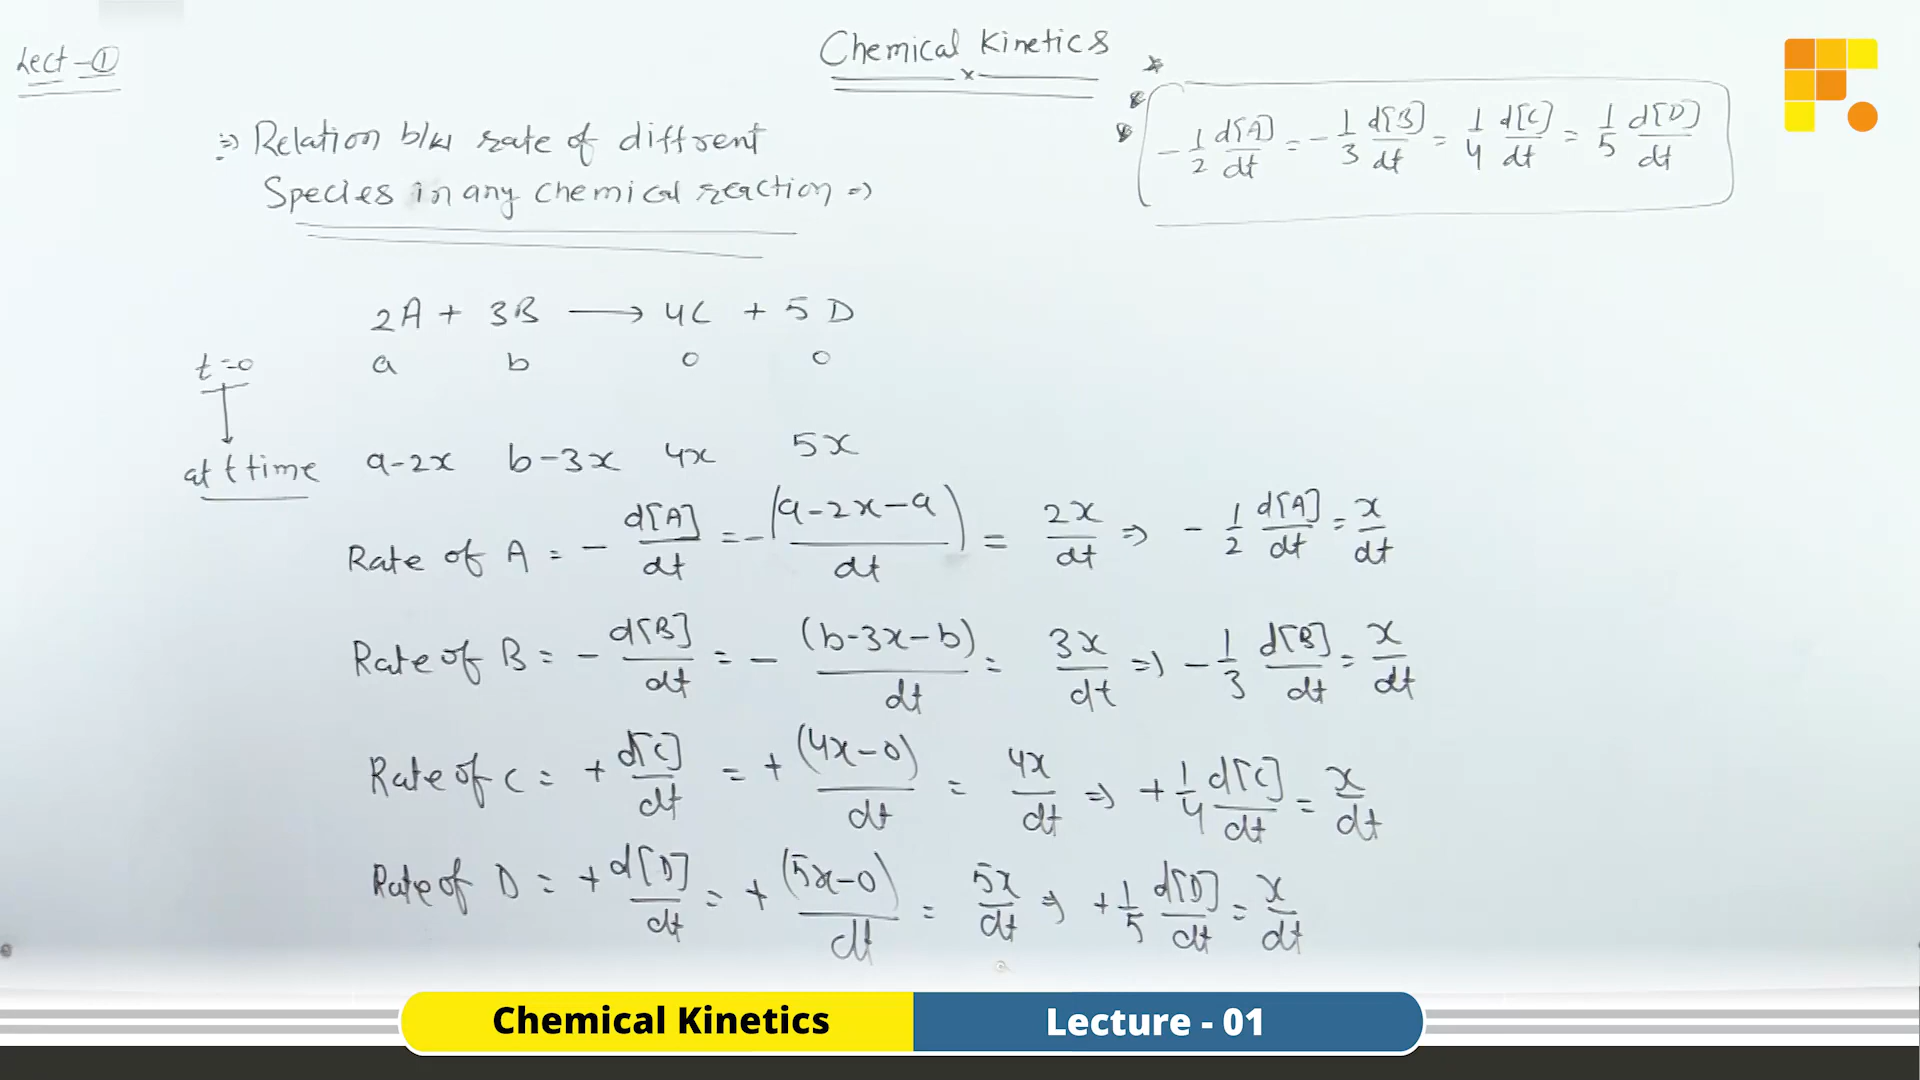 Lect-①
Chemical Kinetics
⇒ Relation b/w rate of diffrent
Species in any chemical reaction ⇒
-1/2 d[A]/dt = -1/3 d[B]/dt = 1/4 d[C]/dt = 1/5 d[D]/dt
2A + 3B ⟶ 4C + 5D
t=0 a b 0 0
at t time a-2x b-3x 4x 5x
Rate of A = - d[A]/dt = - (a-2x-a)/dt = 2x/dt ⇒ - 1/2 d[A]/dt = x/dt
Rate of B = - d[B]/dt = - (b-3x-b)/dt = 3x/dt ⇒ - 1/3 d[B]/dt = x/dt
Rate of C = + d[C]/dt = + (4x-0)/dt = 4x/dt ⇒ + 1/4 d[C]/dt = x/dt
Rate of D = + d[D]/dt = + (5x-0)/dt = 5x/dt ⇒ + 1/5 d[D]/dt = x/dt
Chemical Kinetics
Lecture - 01